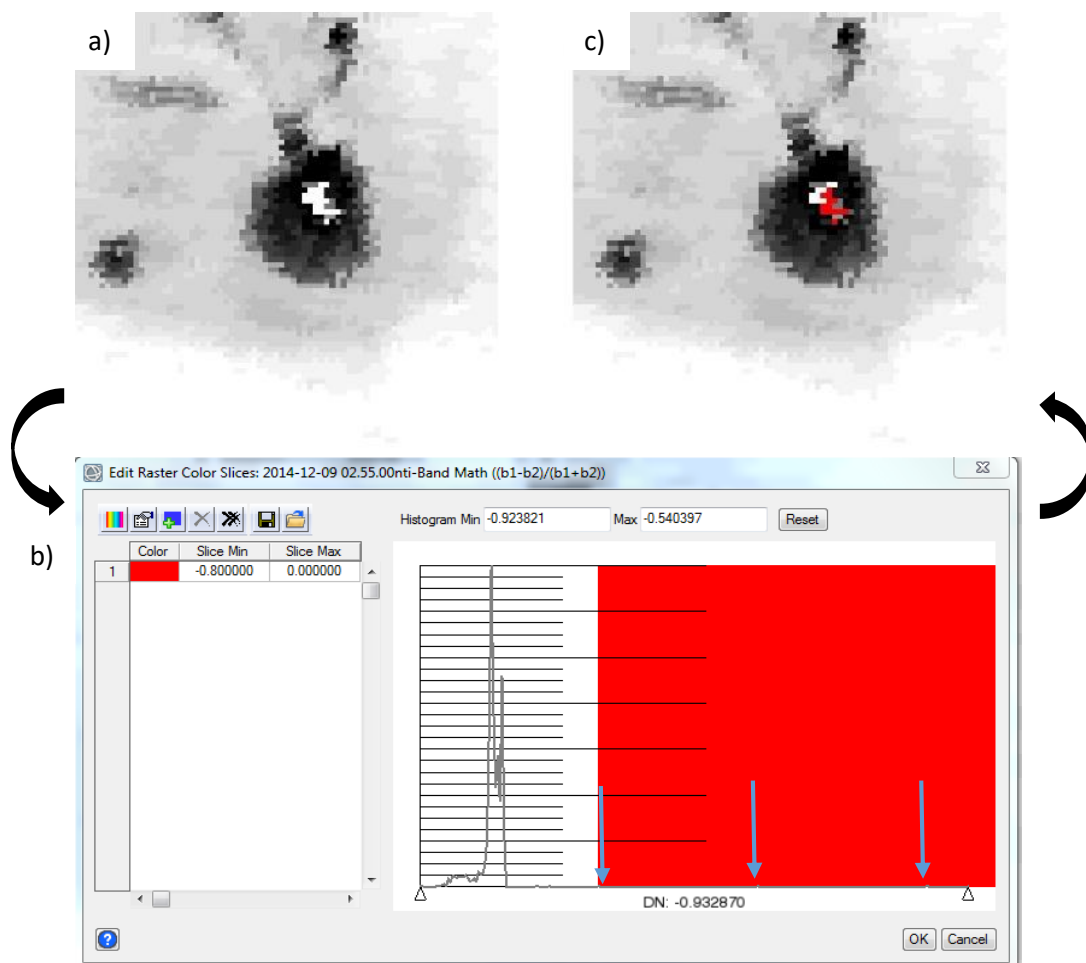 a)
c)
Edit Raster Color Slices: 2014-12-09 02.55.00nti-Band Math ((b1-b2)/(b1+b2))
b)
Histogram Min -0.923821 Max -0.540397 Reset
Color Slice Min Slice Max
1 -0.800000 0.000000
DN: -0.932870
OK Cancel